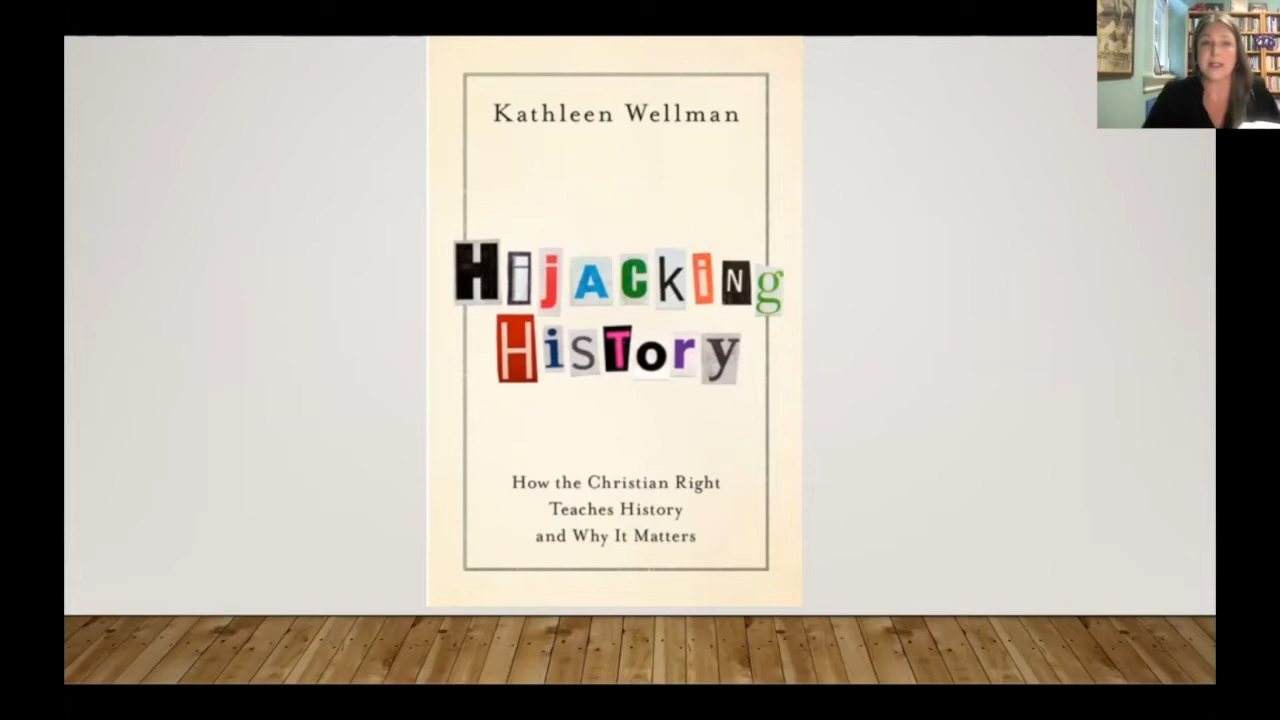 Kathleen Wellman
HijACKiNg
HisTory
How the Christian Right
Teaches History
and Why It Matters